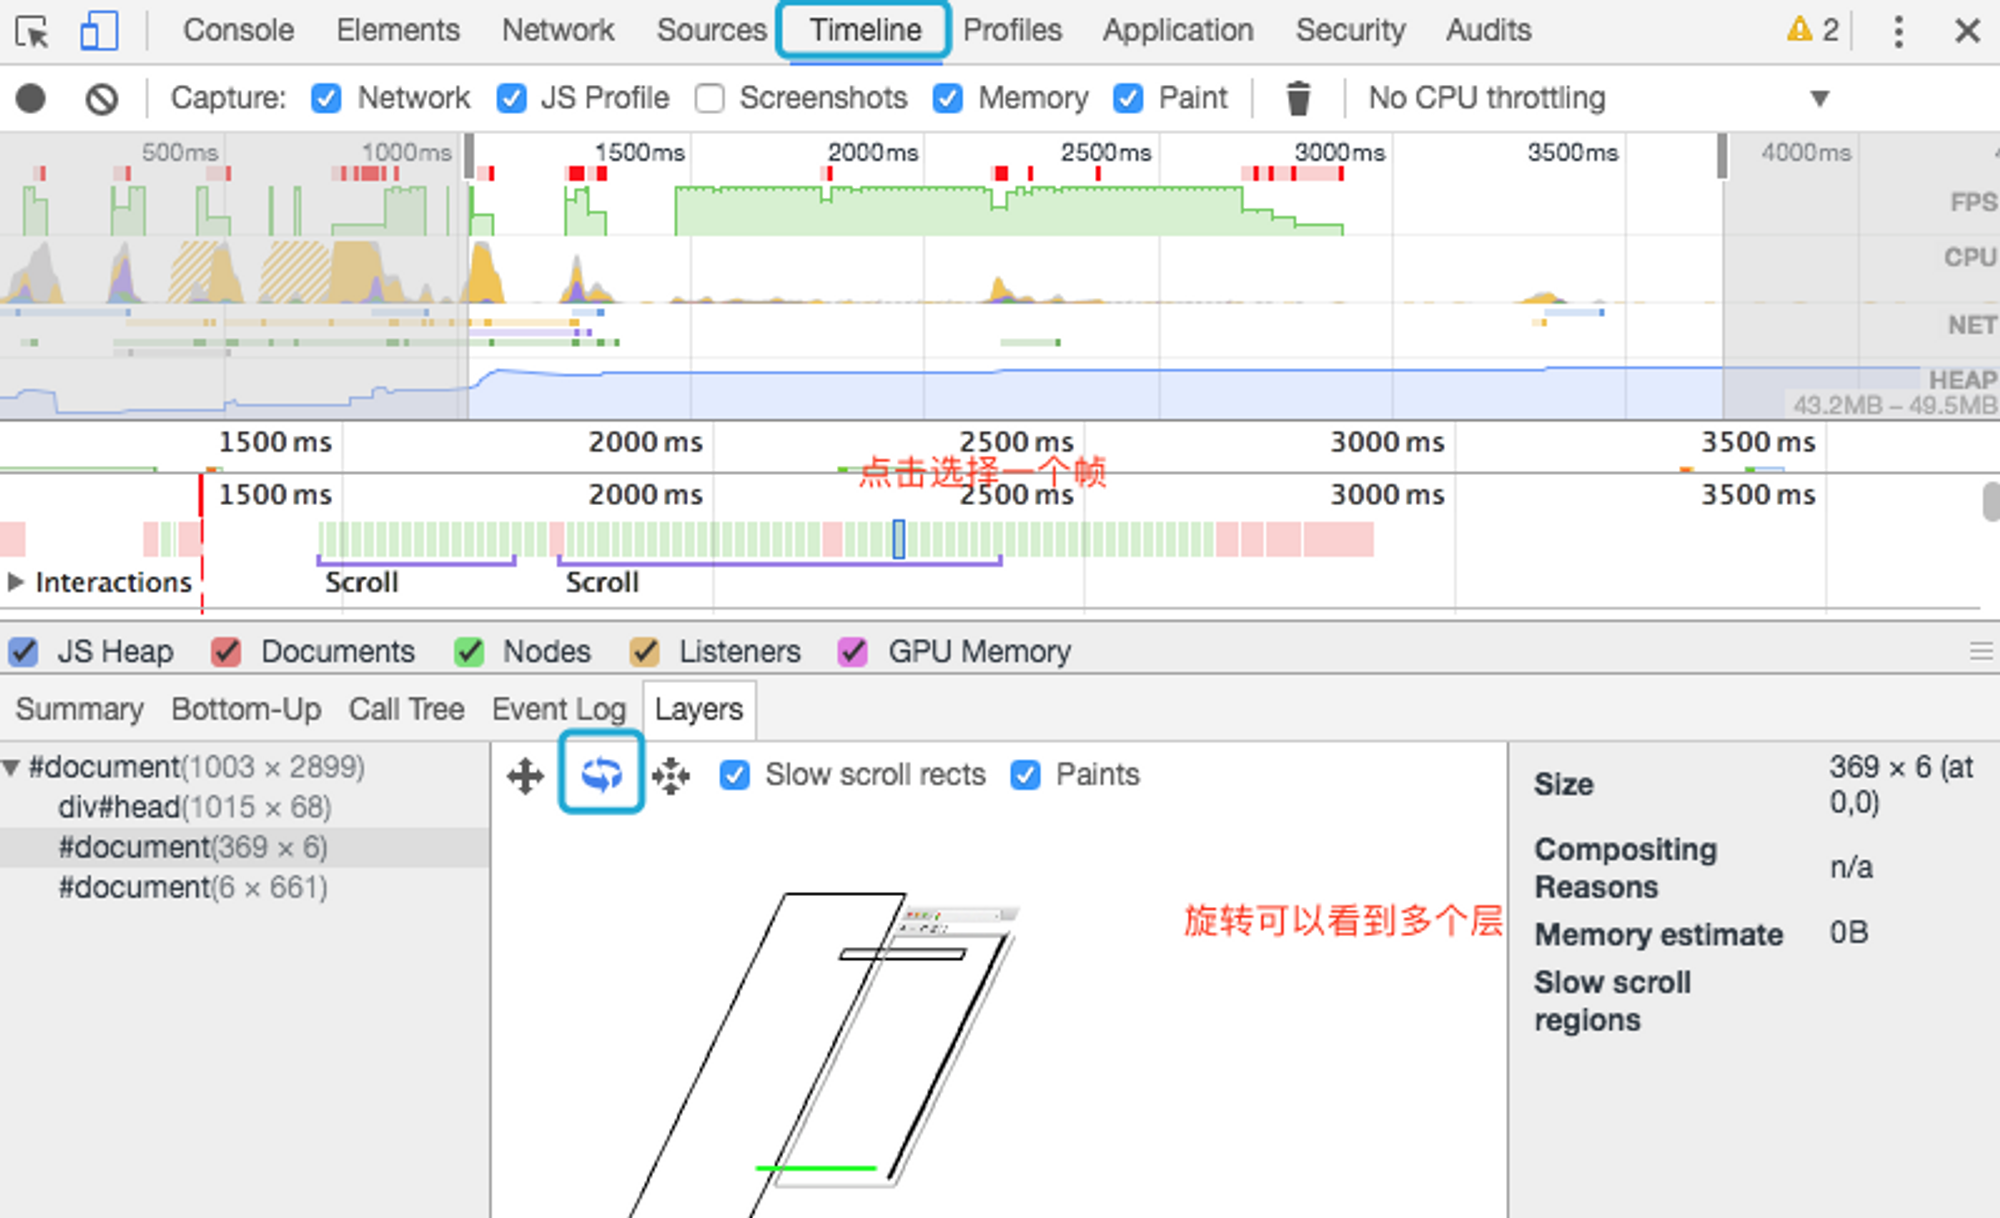 Console Elements Network Sources Timeline Profiles Application Security Audits 2
Capture: Network JS Profile Screenshots Memory Paint No CPU throttling
500ms 1000ms 1500ms 2000ms 2500ms 3000ms 3500ms 4000ms
FPS
CPU
NET
HEAP
43.2MB – 49.5MB
1500 ms 2000 ms 2500 ms 3000 ms 3500 ms
点击选择一个帧
1500 ms 2000 ms 2500 ms 3000 ms 3500 ms
Interactions Scroll Scroll
JS Heap Documents Nodes Listeners GPU Memory
Summary Bottom-Up Call Tree Event Log Layers
#document(1003 × 2899)
div#head(1015 × 68)
#document(369 × 6)
#document(6 × 661)
Slow scroll rects Paints
旋转可以看到多个层
Size 369 × 6 (at
0,0)
Compositing
Reasons n/a
Memory estimate 0B
Slow scroll
regions